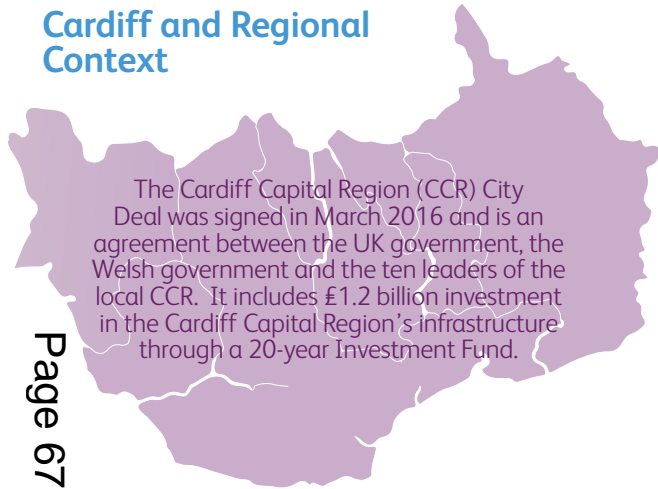 Cardiff and Regional
Context
The Cardiff Capital Region (CCR) City
Deal was signed in March 2016 and is an
agreement between the UK government, the
Welsh government and the ten leaders of the
local CCR. It includes £1.2 billion investment
in the Cardiff Capital Region's infrastructure
through a 20-year Investment Fund.
Page 67